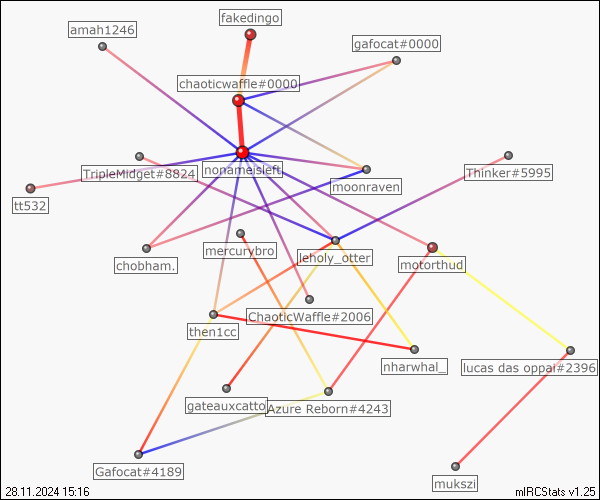 fakedingo
amah1246
gafocat#0000
chaoticwaffle#0000
TripleMidget#8824
nonameisleft
Thinker#5995
moonraven
tt532
mercurybro
leholy_otter
chobham.
motorthud
ChaoticWaffle#2006
then1cc
nharwhal_
lucas das oppai#2396
gateauxcatto
Azure Reborn#4243
Gafocat#4189
mukszi
28.11.2024 15:16
mIRCStats v1.25